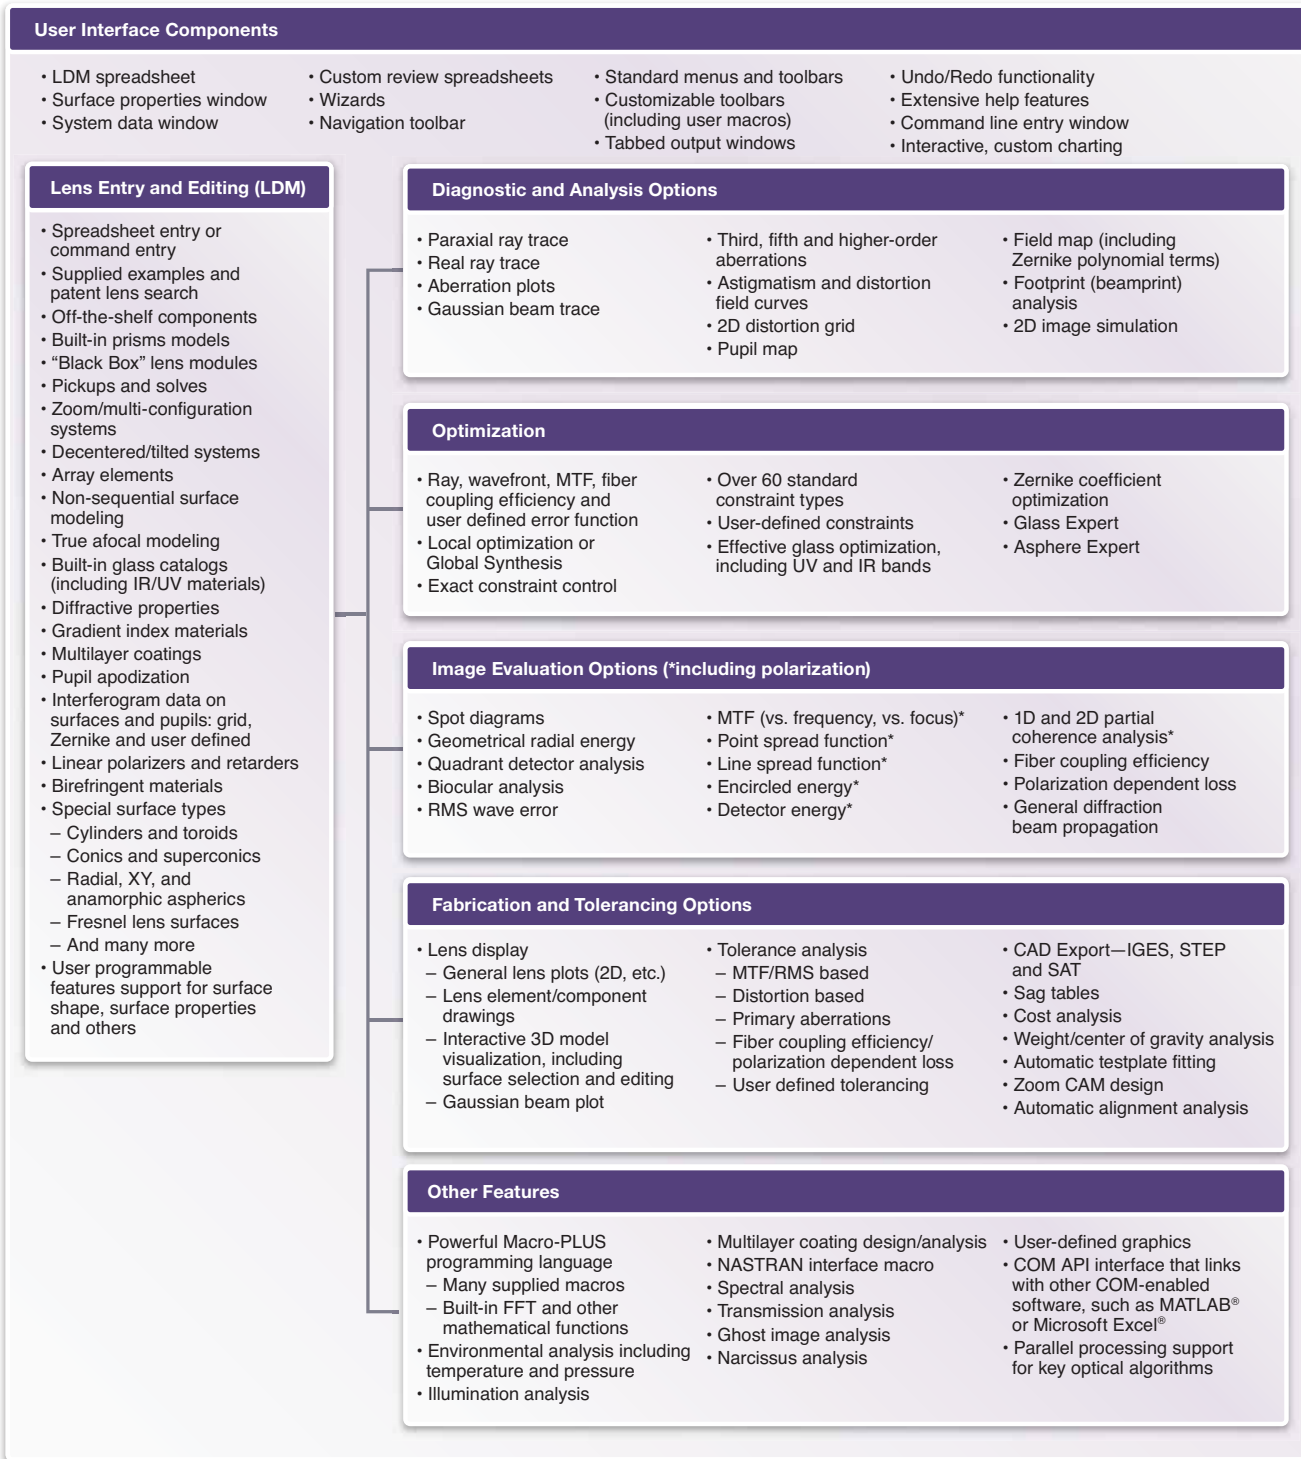 User Interface Components
• LDM spreadsheet
• Surface properties window
• System data window
• Custom review spreadsheets
• Wizards
• Navigation toolbar
• Standard menus and toolbars
• Customizable toolbars
(including user macros)
• Tabbed output windows
• Undo/Redo functionality
• Extensive help features
• Command line entry window
• Interactive, custom charting
Lens Entry and Editing (LDM)
• Spreadsheet entry or
command entry
• Supplied examples and
patent lens search
• Off-the-shelf components
• Built-in prisms models
• “Black Box” lens modules
• Pickups and solves
• Zoom/multi-configuration
systems
• Decentered/tilted systems
• Array elements
• Non-sequential surface
modeling
• True afocal modeling
• Built-in glass catalogs
(including IR/UV materials)
• Diffractive properties
• Gradient index materials
• Multilayer coatings
• Pupil apodization
• Interferogram data on
surfaces and pupils: grid,
Zernike and user defined
• Linear polarizers and retarders
• Birefringent materials
• Special surface types
– Cylinders and toroids
– Conics and superconics
– Radial, XY, and
anamorphic aspherics
– Fresnel lens surfaces
– And many more
• User programmable
features support for surface
shape, surface properties
and others
Diagnostic and Analysis Options
• Paraxial ray trace
• Real ray trace
• Aberration plots
• Gaussian beam trace
• Third, fifth and higher-order
aberrations
• Astigmatism and distortion
field curves
• 2D distortion grid
• Pupil map
• Field map (including
Zernike polynomial terms)
• Footprint (beamprint)
analysis
• 2D image simulation
Optimization
• Ray, wavefront, MTF, fiber
coupling efficiency and
user defined error function
• Local optimization or
Global Synthesis
• Exact constraint control
• Over 60 standard
constraint types
• User-defined constraints
• Effective glass optimization,
including UV and IR bands
• Zernike coefficient
optimization
• Glass Expert
• Asphere Expert
Image Evaluation Options (*including polarization)
• Spot diagrams
• Geometrical radial energy
• Quadrant detector analysis
• Biocular analysis
• RMS wave error
• MTF (vs. frequency, vs. focus)*
• Point spread function*
• Line spread function*
• Encircled energy*
• Detector energy*
• 1D and 2D partial
coherence analysis*
• Fiber coupling efficiency
• Polarization dependent loss
• General diffraction
beam propagation
Fabrication and Tolerancing Options
• Lens display
– General lens plots (2D, etc.)
– Lens element/component
drawings
– Interactive 3D model
visualization, including
surface selection and editing
– Gaussian beam plot
• Tolerance analysis
– MTF/RMS based
– Distortion based
– Primary aberrations
– Fiber coupling efficiency/
polarization dependent loss
– User defined tolerancing
• CAD Export—IGES, STEP
and SAT
• Sag tables
• Cost analysis
• Weight/center of gravity analysis
• Automatic testplate fitting
• Zoom CAM design
• Automatic alignment analysis
Other Features
• Powerful Macro-PLUS
programming language
– Many supplied macros
– Built-in FFT and other
mathematical functions
• Environmental analysis including
temperature and pressure
• Illumination analysis
• Multilayer coating design/analysis
• NASTRAN interface macro
• Spectral analysis
• Transmission analysis
• Ghost image analysis
• Narcissus analysis
• User-defined graphics
• COM API interface that links
with other COM-enabled
software, such as MATLAB®
or Microsoft Excel®
• Parallel processing support
for key optical algorithms